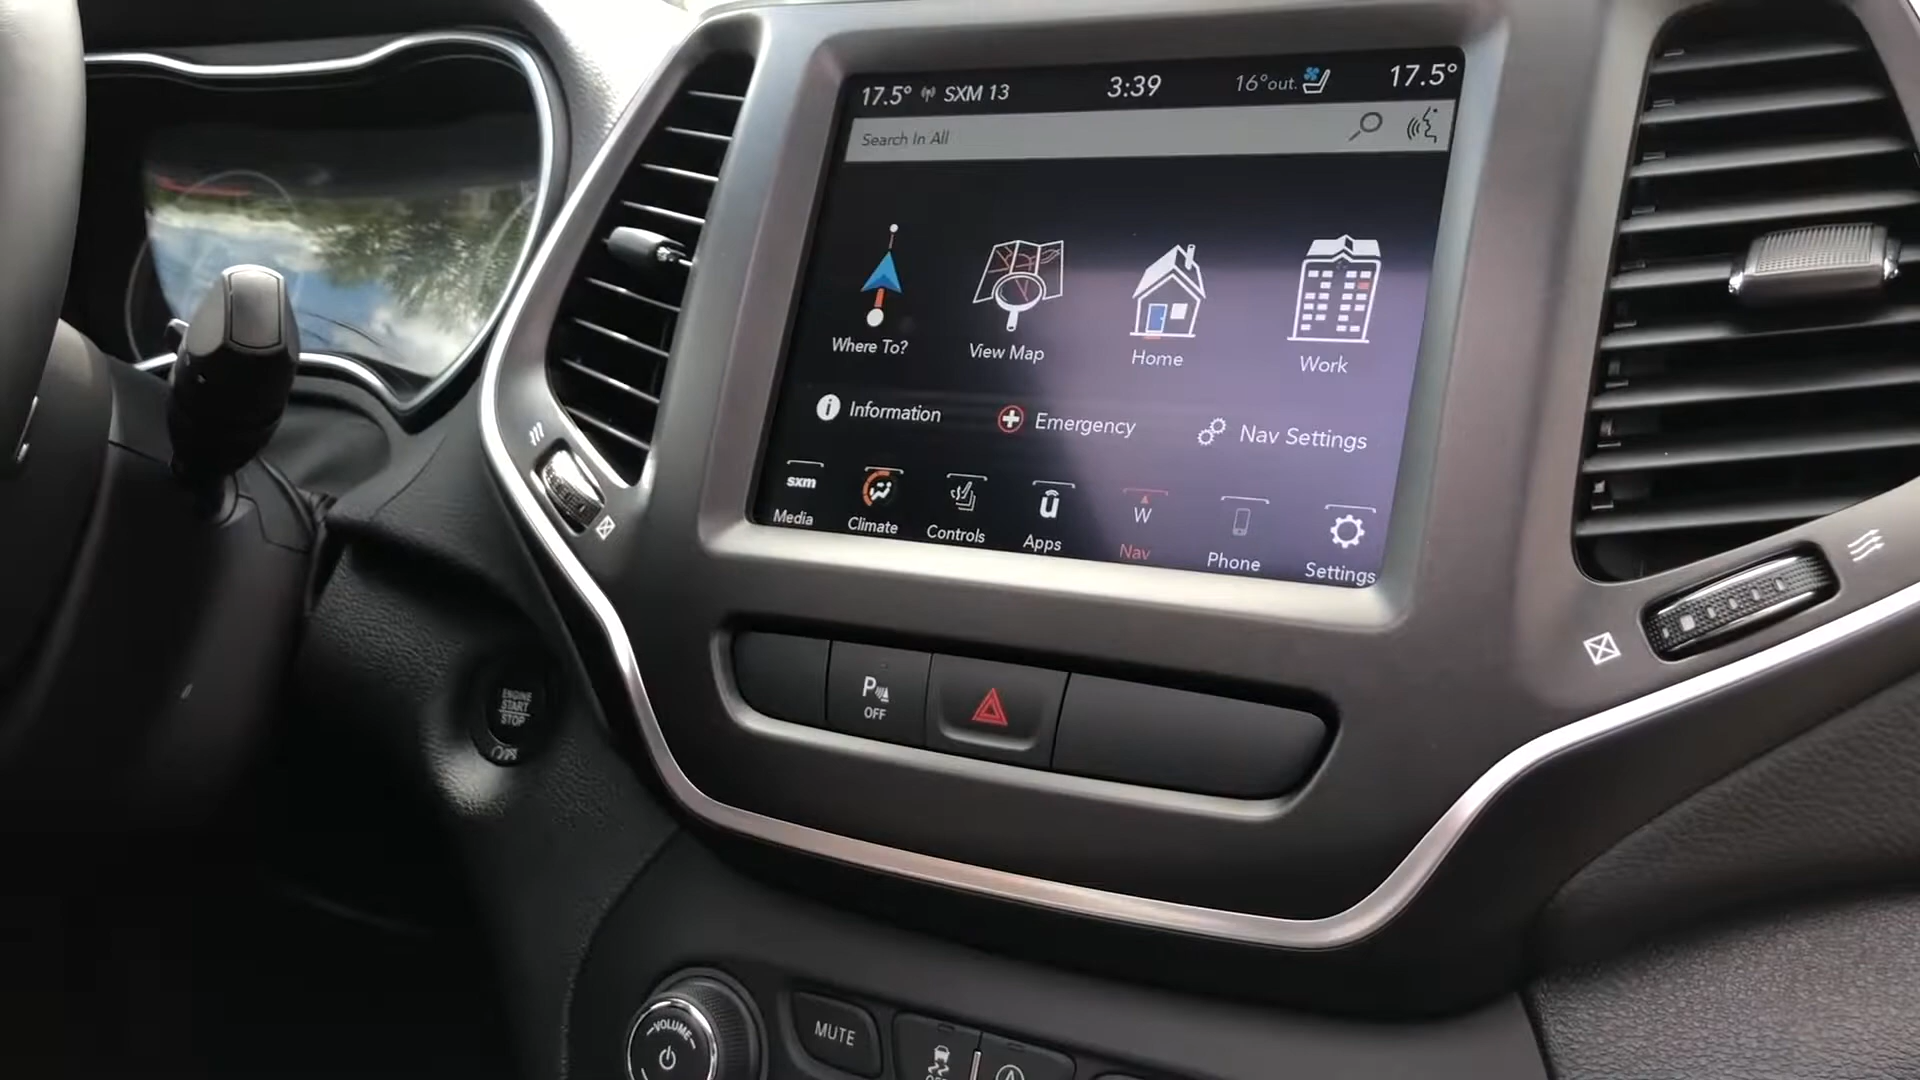 17.5° SXM 13 3:39 16°out. 17.5°
Search In All
Where To? View Map Home Work
Information Emergency Nav Settings
sxm ū W
Media Climate Controls Apps Nav Phone Settings
P
OFF
ENGINE
START
STOP
VOLUME
MUTE
OFF
A